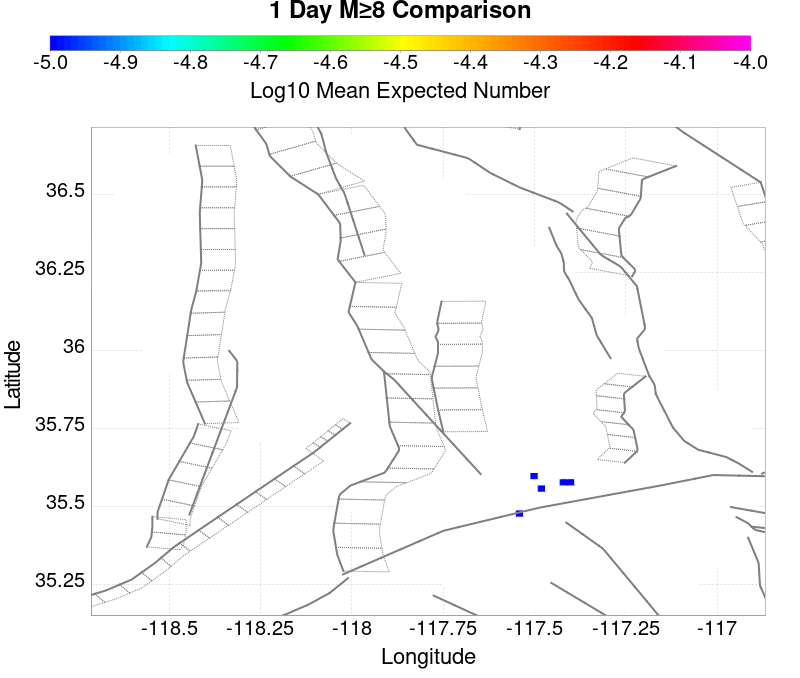 1 Day M≥8 Comparison
-5.0 -4.9 -4.8 -4.7 -4.6 -4.5 -4.4 -4.3 -4.2 -4.1 -4.0
Log10 Mean Expected Number
36.5
36.25
36
35.75
35.5
35.25
Latitude
-118.5 -118.25 -118 -117.75 -117.5 -117.25 -117
Longitude